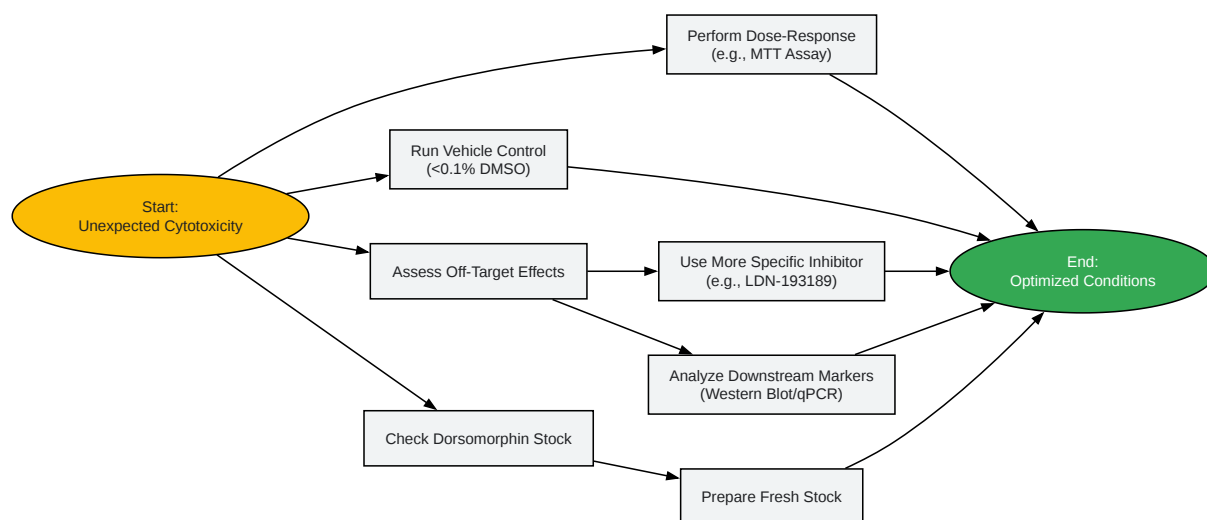 Perform Dose-Response
(e.g., MTT Assay)
Run Vehicle Control
(<0.1% DMSO)
Start:
Unexpected Cytotoxicity
Assess Off-Target Effects
Use More Specific Inhibitor
(e.g., LDN-193189)
End:
Optimized Conditions
Analyze Downstream Markers
(Western Blot/qPCR)
Check Dorsomorphin Stock
Prepare Fresh Stock